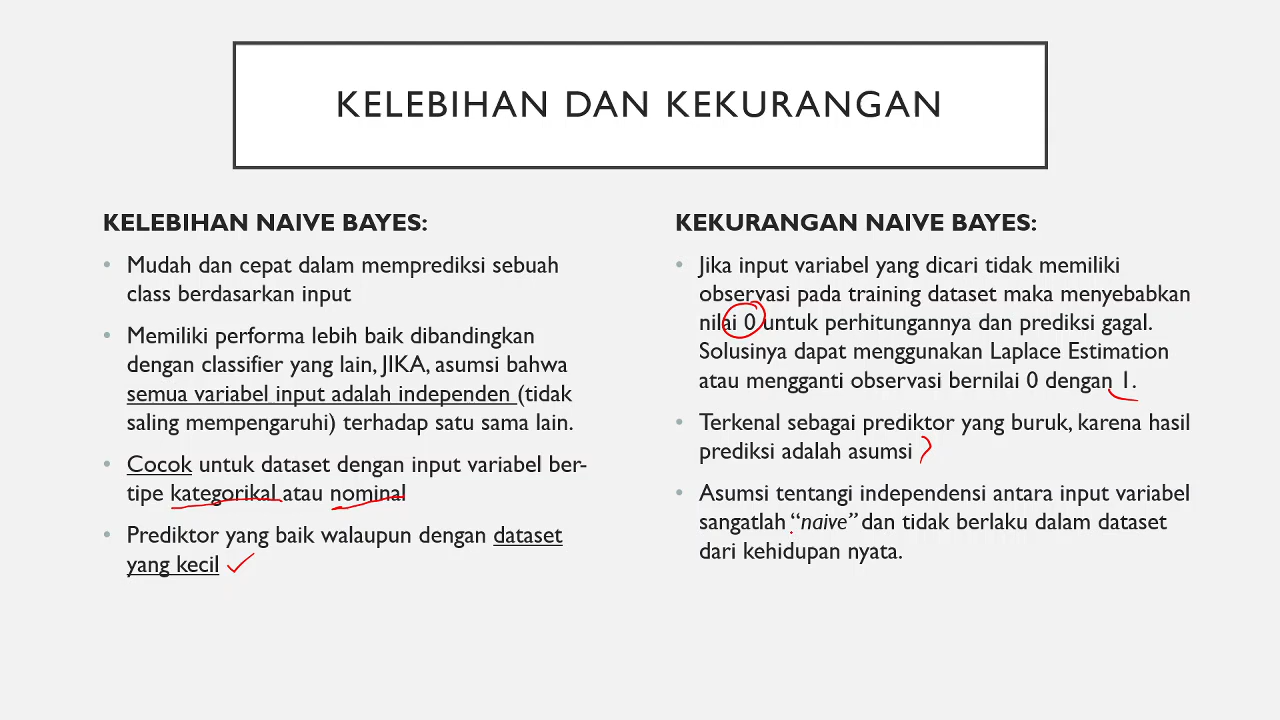 KELEBIHAN DAN KEKURANGAN
KELEBIHAN NAIVE BAYES:
• Mudah dan cepat dalam memprediksi sebuah
class berdasarkan input
• Memiliki performa lebih baik dibandingkan
dengan classifier yang lain, JIKA, asumsi bahwa
semua variabel input adalah independen (tidak
saling mempengaruhi) terhadap satu sama lain.
• Cocok untuk dataset dengan input variabel ber-
tipe kategorikal atau nominal
• Prediktor yang baik walaupun dengan dataset
yang kecil
KEKURANGAN NAIVE BAYES:
• Jika input variabel yang dicari tidak memiliki
observasi pada training dataset maka menyebabkan
nilai 0 untuk perhitungannya dan prediksi gagal.
Solusinya dapat menggunakan Laplace Estimation
atau mengganti observasi bernilai 0 dengan 1.
• Terkenal sebagai prediktor yang buruk, karena hasil
prediksi adalah asumsi
• Asumsi tentangi independensi antara input variabel
sangatlah “naive” dan tidak berlaku dalam dataset
dari kehidupan nyata.